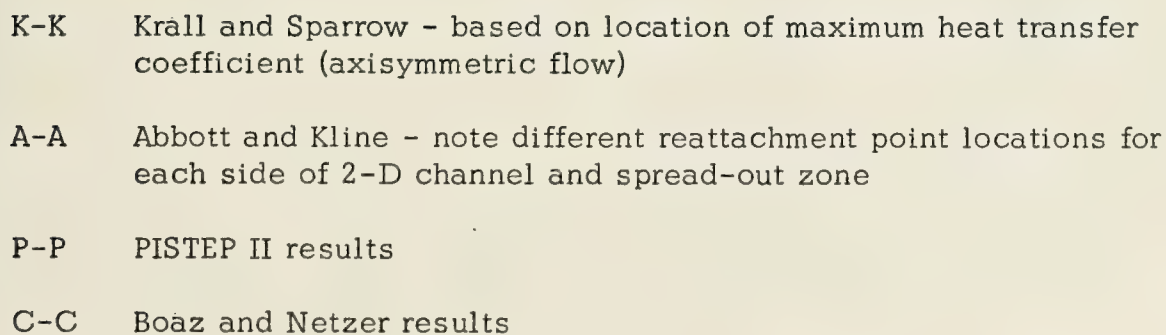 K-K Krall and Sparrow - based on location of maximum heat transfer
coefficient (axisymmetric flow)
A-A Abbott and Kline - note different reattachment point locations for
each side of 2-D channel and spread-out zone
P-P PISTEP II results
C-C Boaz and Netzer results